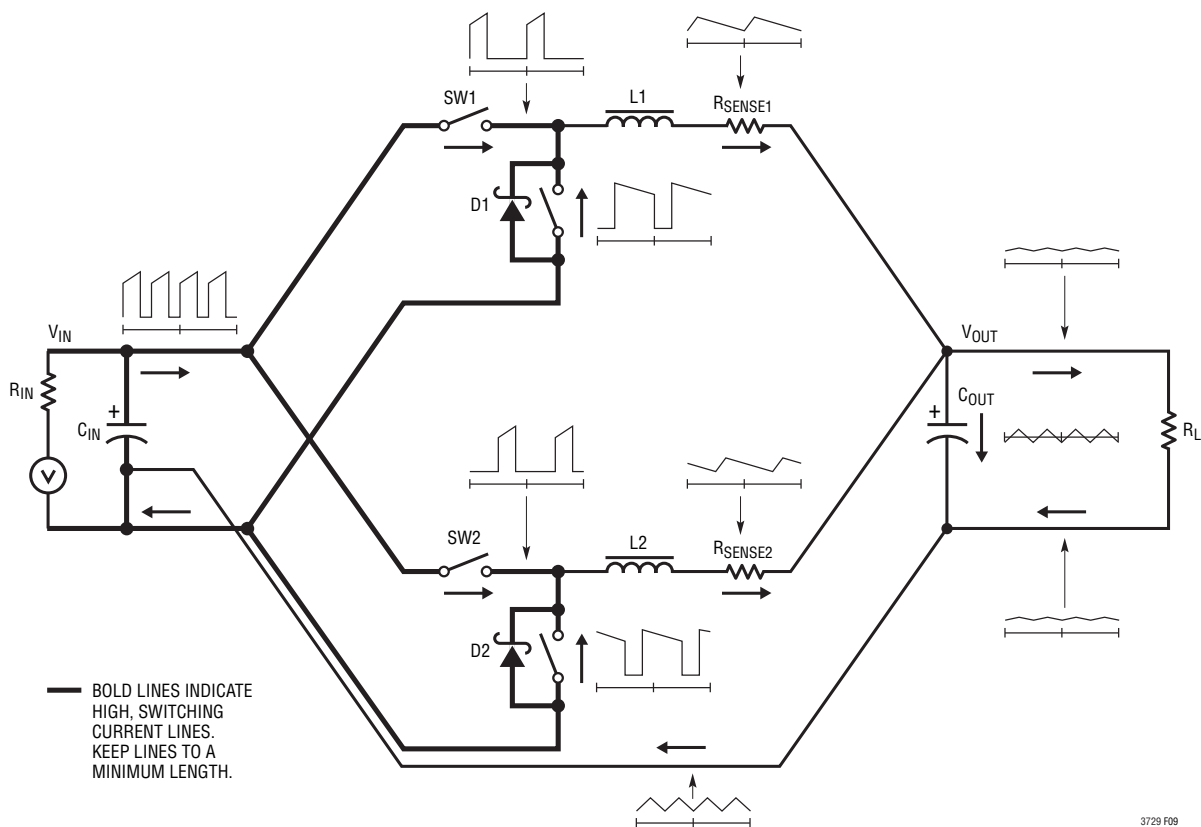 SW1
L1
RSENSE1
D1
VIN
VOUT
RIN
+
CIN
+
COUT
RL
V
SW2
L2
RSENSE2
D2
BOLD LINES INDICATE
HIGH, SWITCHING
CURRENT LINES.
KEEP LINES TO A
MINIMUM LENGTH.
3729 F09